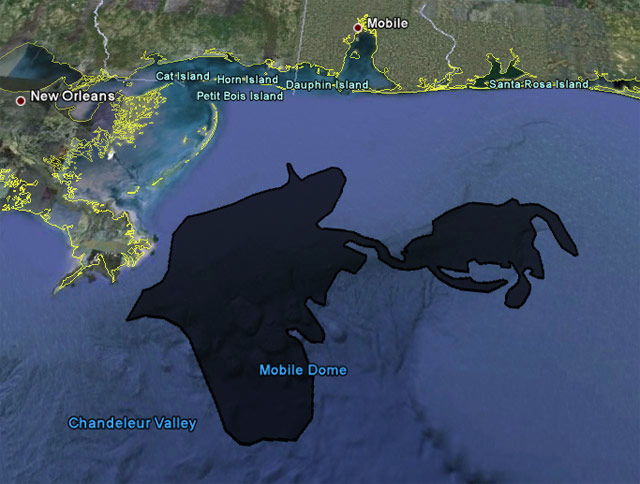 Mobile
Cat Island
Horn Island
Dauphin Island
Santa Rosa Island
New Orleans
Petit Bois Island
Mobile Dome
Chandeleur Valley